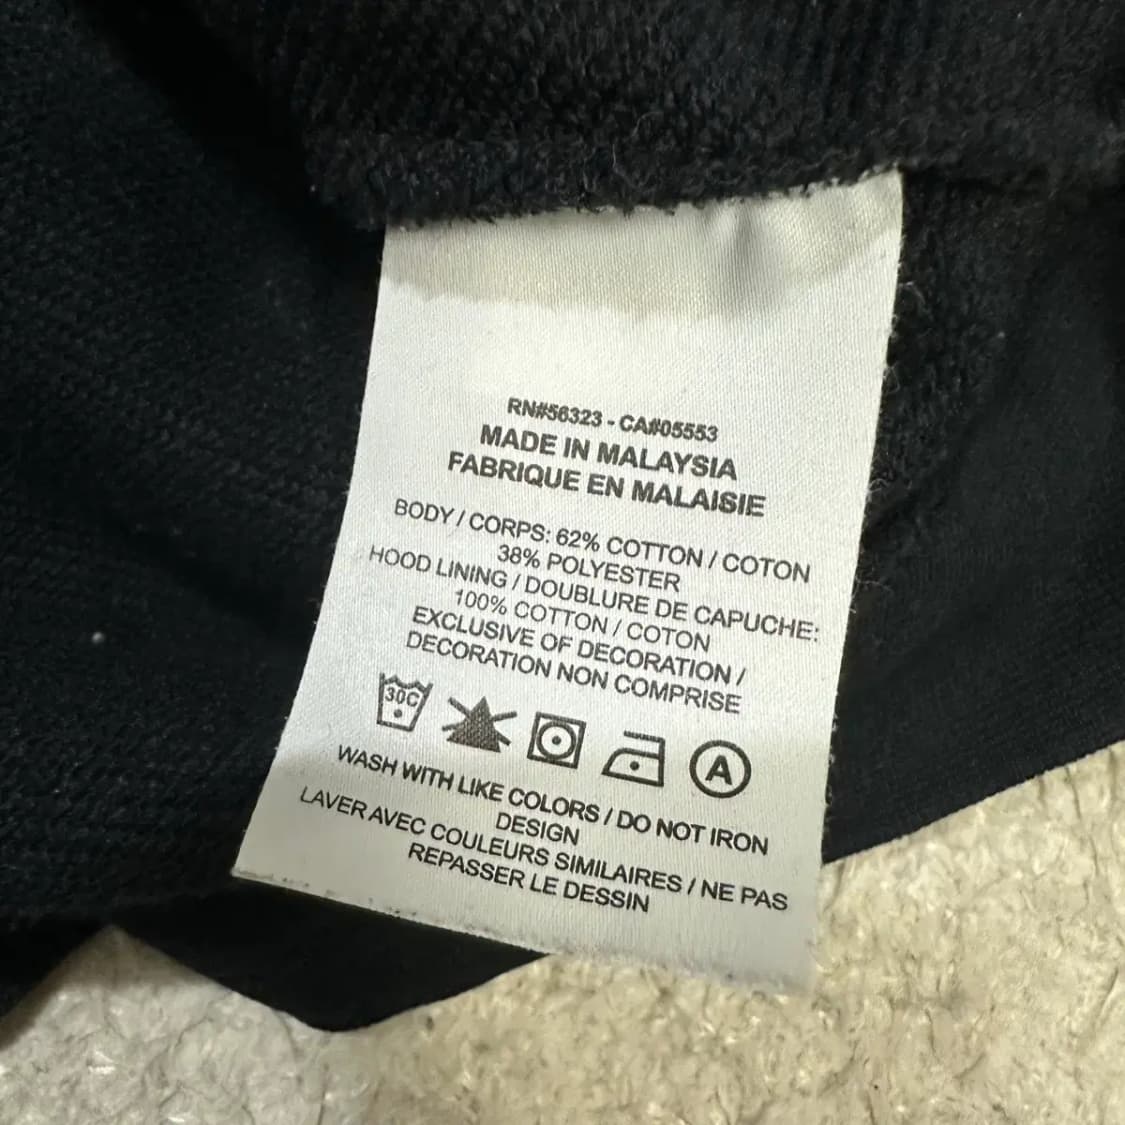 RN#56323 - CA#05553
MADE IN MALAYSIA
FABRIQUE EN MALAISIE
BODY / CORPS: 62% COTTON / COTON
38% POLYESTER
HOOD LINING / DOUBLURE DE CAPUCHE:
100% COTTON / COTON
EXCLUSIVE OF DECORATION /
DECORATION NON COMPRISE
30C
A
WASH WITH LIKE COLORS / DO NOT IRON
DESIGN
LAVER AVEC COULEURS SIMILAIRES / NE PAS
REPASSER LE DESSIN